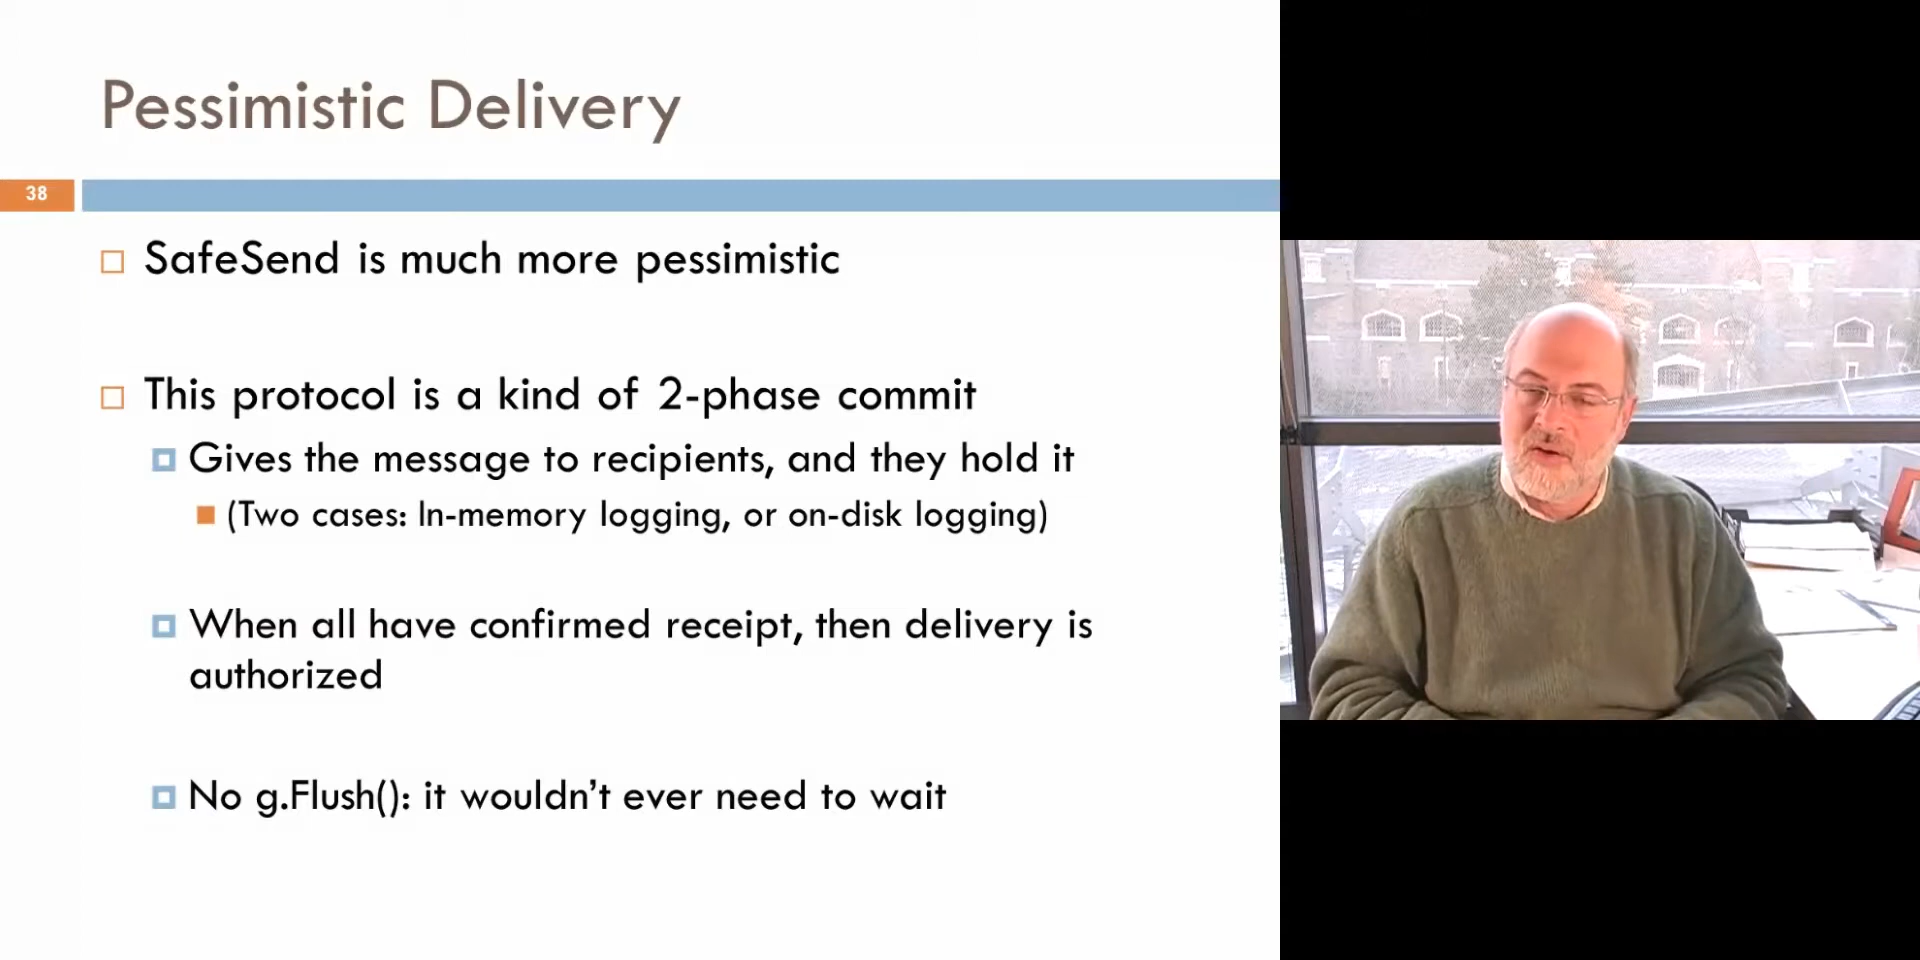 Pessimistic Delivery
38
SafeSend is much more pessimistic
This protocol is a kind of 2-phase commit
Gives the message to recipients, and they hold it
(Two cases: In-memory logging, or on-disk logging)
When all have confirmed receipt, then delivery is
authorized
No g.Flush(): it wouldn’t ever need to wait